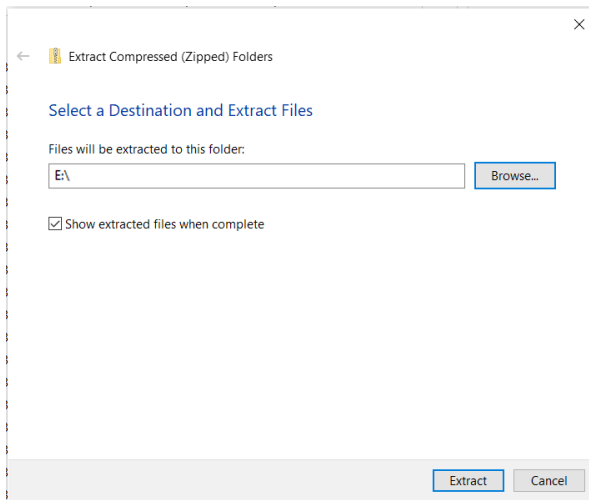 Extract Compressed (Zipped) Folders
Select a Destination and Extract Files
Files will be extracted to this folder:
E:\
Browse...
Show extracted files when complete
Extract
Cancel